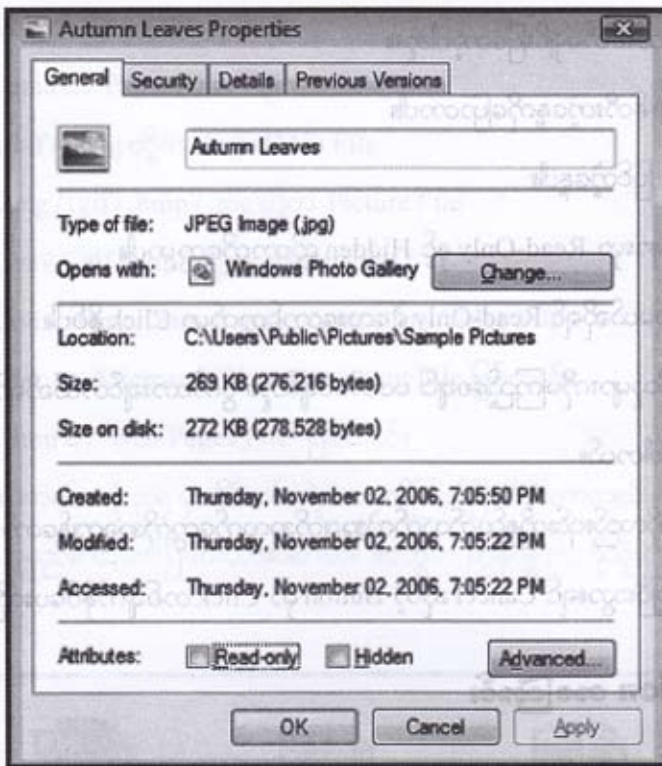 Autumn Leaves Properties
General Security Details Previous Versions
Autumn Leaves
Type of file: JPEG Image (.jpg)
Opens with: Windows Photo Gallery Change...
Location: C:\Users\Public\Pictures\Sample Pictures
Size: 269 KB (276,216 bytes)
Size on disk: 272 KB (278,528 bytes)
Created: Thursday, November 02, 2006, 7:05:50 PM
Modified: Thursday, November 02, 2006, 7:05:22 PM
Accessed: Thursday, November 02, 2006, 7:05:22 PM
Attributes: Read-only Hidden Advanced...
OK Cancel Apply